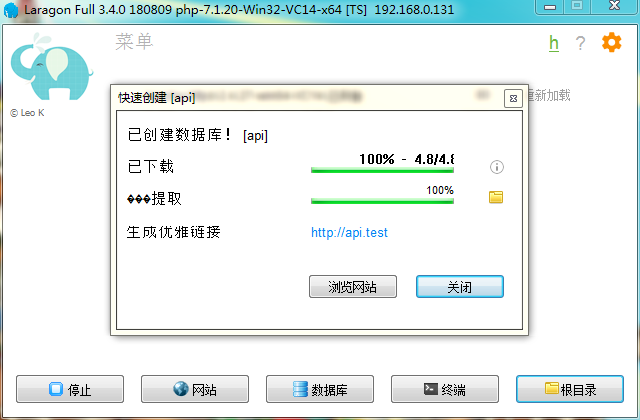 Laragon Full 3.4.0 180809 php-7.1.20-Win32-VC14-x64 [TS] 192.168.0.131
菜单
h ?
© Leo K
重新加载
快速创建 [api]
已创建数据库! [api]
已下载 100% - 4.8/4.8
���提取 100%
生成优雅链接 http://api.test
浏览网站 关闭
停止 网站 数据库 终端 根目录